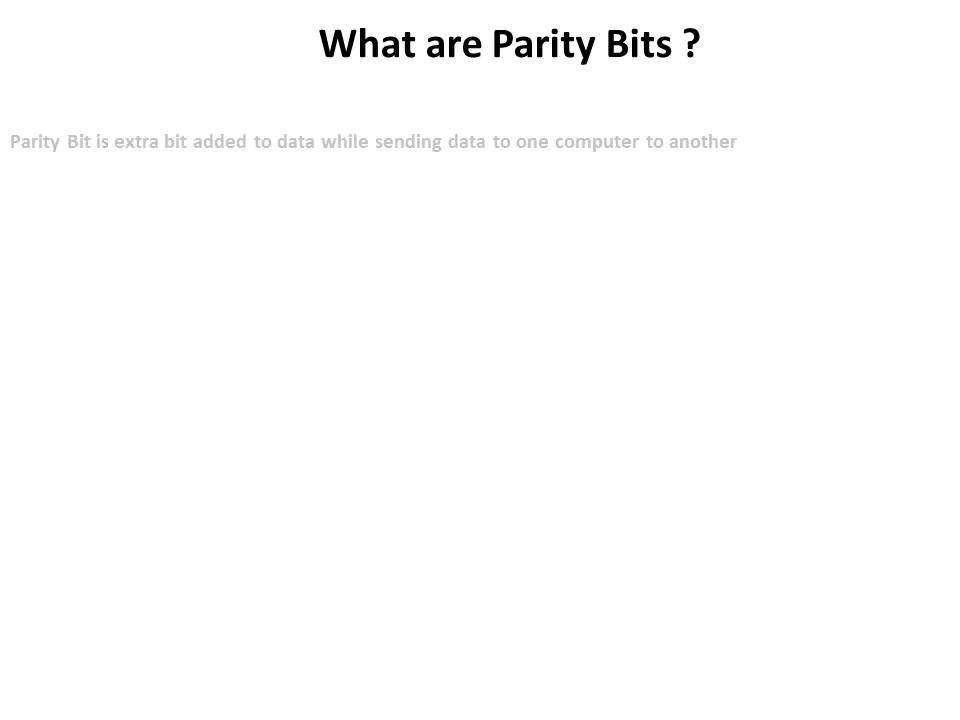 What are Parity Bits ?
Parity Bit is extra bit added to data while sending data to one computer to another